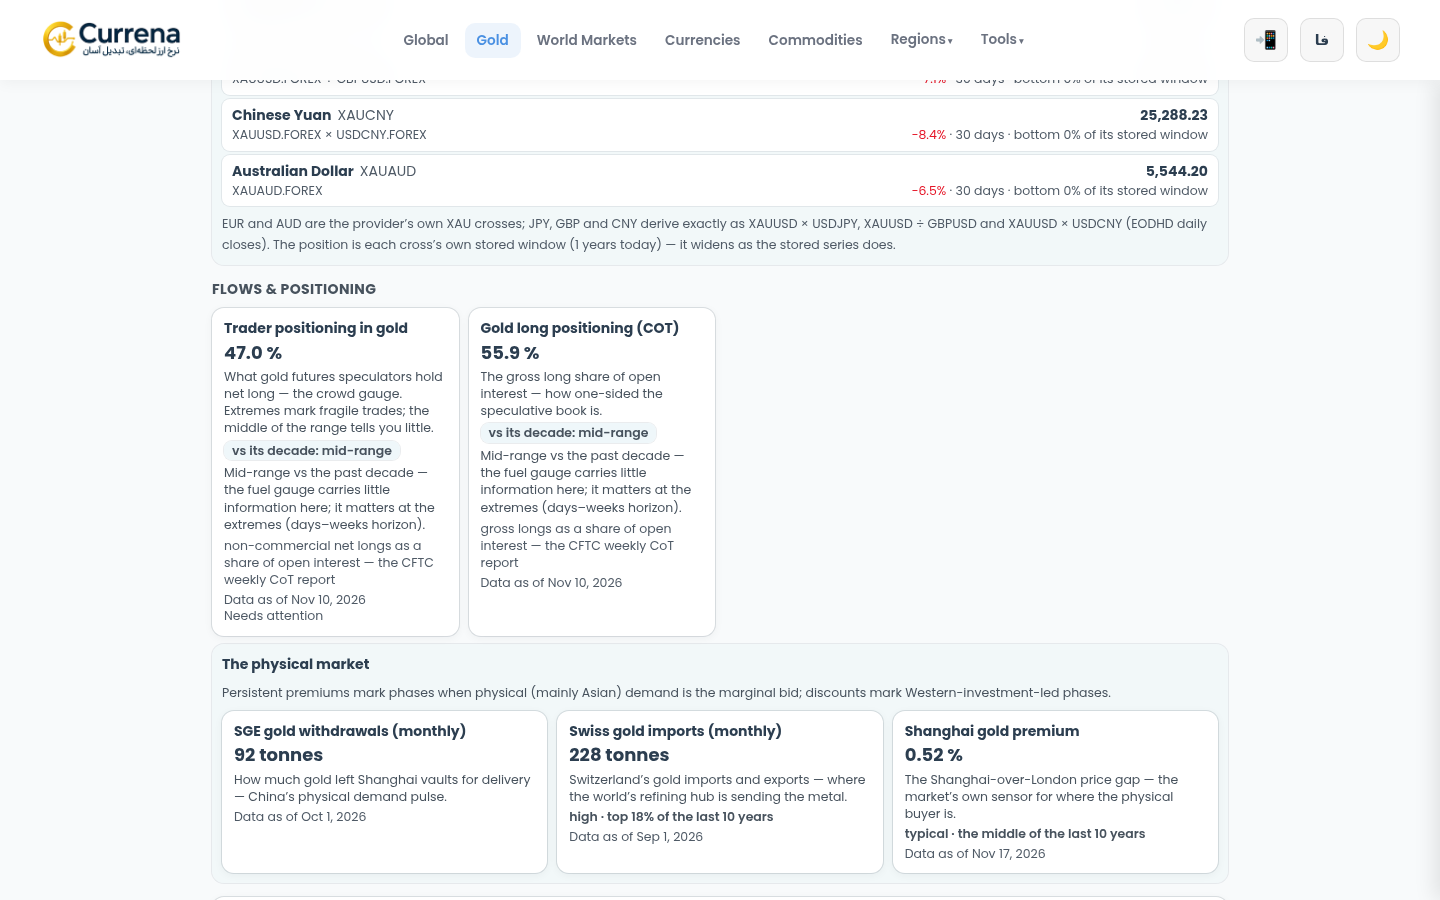 Currena
نرخ ارز لحظه‌ای، تبدیل آسان
Global
Gold
World Markets
Currencies
Commodities
Regions ▾
Tools ▾
فا
Chinese Yuan XAUCNY
25,288.23
XAUUSD.FOREX × USDCNY.FOREX
-8.4% · 30 days · bottom 0% of its stored window
Australian Dollar XAUAUD
5,544.20
XAUAUD.FOREX
-6.5% · 30 days · bottom 0% of its stored window
EUR and AUD are the provider’s own XAU crosses; JPY, GBP and CNY derive exactly as XAUUSD × USDJPY, XAUUSD ÷ GBPUSD and XAUUSD × USDCNY (EODHD daily
closes). The position is each cross’s own stored window (1 years today) — it widens as the stored series does.
FLOWS & POSITIONING
Trader positioning in gold
47.0 %
What gold futures speculators hold
net long — the crowd gauge.
Extremes mark fragile trades; the
middle of the range tells you little.
vs its decade: mid-range
Mid-range vs the past decade —
the fuel gauge carries little
information here; it matters at the
extremes (days–weeks horizon).
non-commercial net longs as a
share of open interest — the CFTC
weekly CoT report
Data as of Nov 10, 2026
Needs attention
Gold long positioning (COT)
55.9 %
The gross long share of open
interest — how one-sided the
speculative book is.
vs its decade: mid-range
Mid-range vs the past decade —
the fuel gauge carries little
information here; it matters at the
extremes (days–weeks horizon).
gross longs as a share of open
interest — the CFTC weekly CoT
report
Data as of Nov 10, 2026
The physical market
Persistent premiums mark phases when physical (mainly Asian) demand is the marginal bid; discounts mark Western-investment-led phases.
SGE gold withdrawals (monthly)
92 tonnes
How much gold left Shanghai vaults for delivery
— China’s physical demand pulse.
Data as of Oct 1, 2026
Swiss gold imports (monthly)
228 tonnes
Switzerland’s gold imports and exports — where
the world’s refining hub is sending the metal.
high · top 18% of the last 10 years
Data as of Sep 1, 2026
Shanghai gold premium
0.52 %
The Shanghai-over-London price gap — the
market’s own sensor for where the physical
buyer is.
typical · the middle of the last 10 years
Data as of Nov 17, 2026